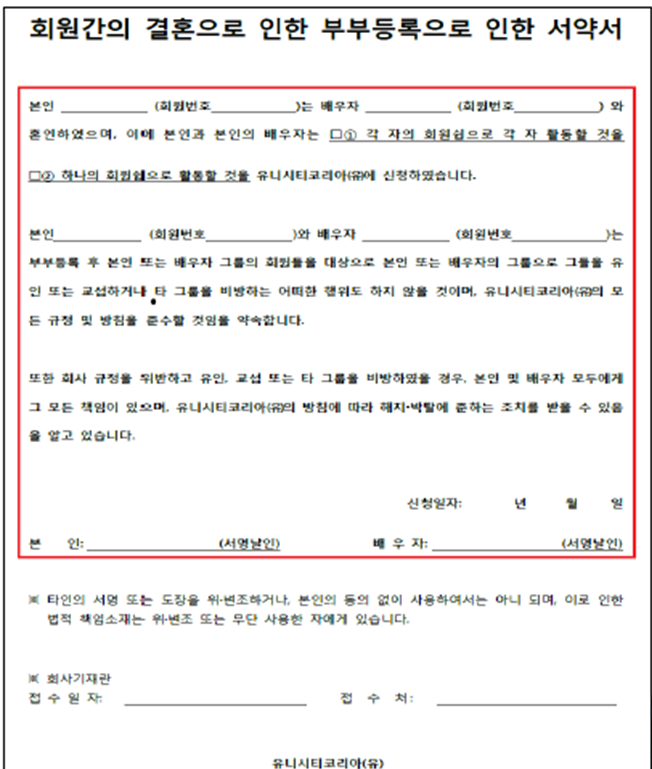 회원간의 결혼으로 인한 부부등록으로 인한 서약서
본인 ____________ (회원번호____________)는 배우자 ____________ (회원번호____________) 와
혼인하였으며, 이에 본인과 본인의 배우자는 □① 각 자의 회원쉽으로 각 자 활동할 것을
□② 하나의 회원쉽으로 활동할 것을 유니시티코리아(유)에 신청하였습니다.
본인____________ (회원번호____________)와 배우자 ____________ (회원번호____________)는
부부등록 후 본인 또는 배우자 그룹의 회원들을 대상으로 본인 또는 배우자의 그룹으로 그들을 유
인 또는 교섭하거나 타 그룹을 비방하는 어떠한 행위도 하지 않을 것이며, 유니시티코리아(유)의 모
든 규정 및 방침을 준수할 것임을 약속합니다.
또한 회사 규정을 위반하고 유인, 교섭 또는 타 그룹을 비방하였을 경우, 본인 및 배우자 모두에게
그 모든 책임이 있으며, 유니시티코리아(유)의 방침에 따라 해지•박탈에 준하는 조치를 받을 수 있음
을 알고 있습니다.
신청일자: 년 월 일
본 인: ____________(서명날인) 배 우 자: ____________(서명날인)
※ 타인의 서명 또는 도장을 위·변조하거나, 본인의 동의 없이 사용하여서는 아니 되며, 이로 인한
법적 책임소재는 위·변조 또는 무단 사용한 자에게 있습니다.
※ 회사기재란
접 수 일 자: ____________ 접 수 처: ____________
유니시티코리아(유)